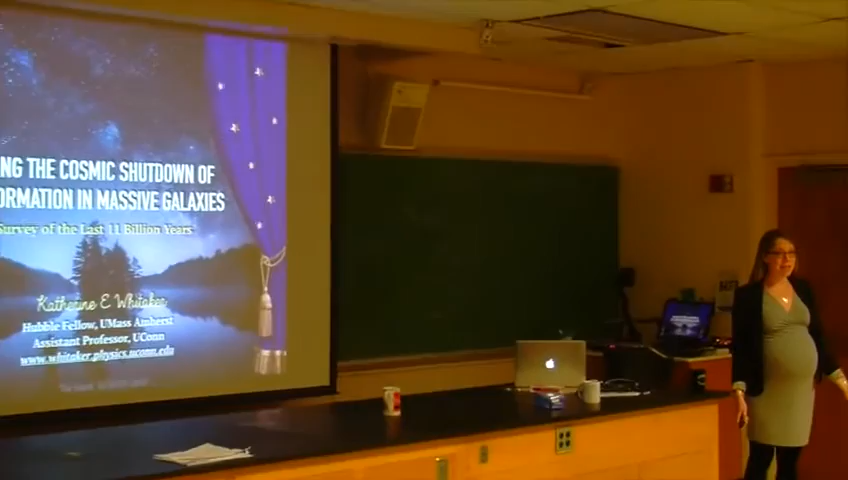 NG THE COSMIC SHUTDOWN OF
ORMATION IN MASSIVE GALAXIES
Survey of the Last 11 Billion Years
Katherine E Whitaker
Hubble Fellow, UMass Amherst
Assistant Professor, UConn
www.whitaker.physics.uconn.edu